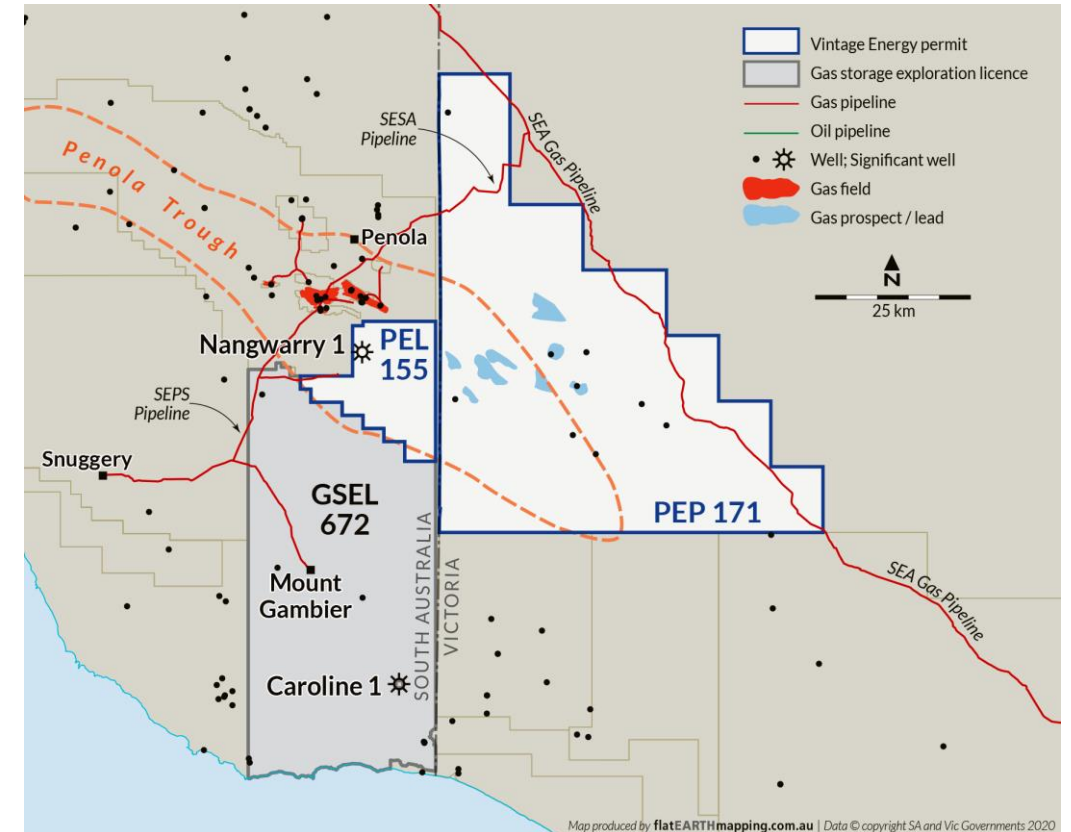 Vintage Energy permit
Gas storage exploration licence
Gas pipeline
Oil pipeline
Well; Significant well
Gas field
Gas prospect / lead
N
25 km
SESA
Pipeline
SEA Gas Pipeline
Penola Trough
Penola
Nangwarry 1
PEL
155
SEPS
Pipeline
Snuggery
GSEL
672
PEP 171
Mount
Gambier
SOUTH AUSTRALIA
VICTORIA
SEA Gas Pipeline
Caroline 1
Map produced by flatEARTHmapping.com.au | Data © copyright SA and Vic Governments 2020